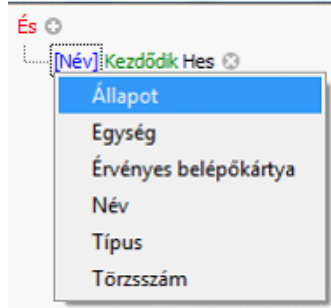 És
[Név] Kezdődik Hes
Állapot
Egység
Érvényes belépőkártya
Név
Típus
Törzsszám